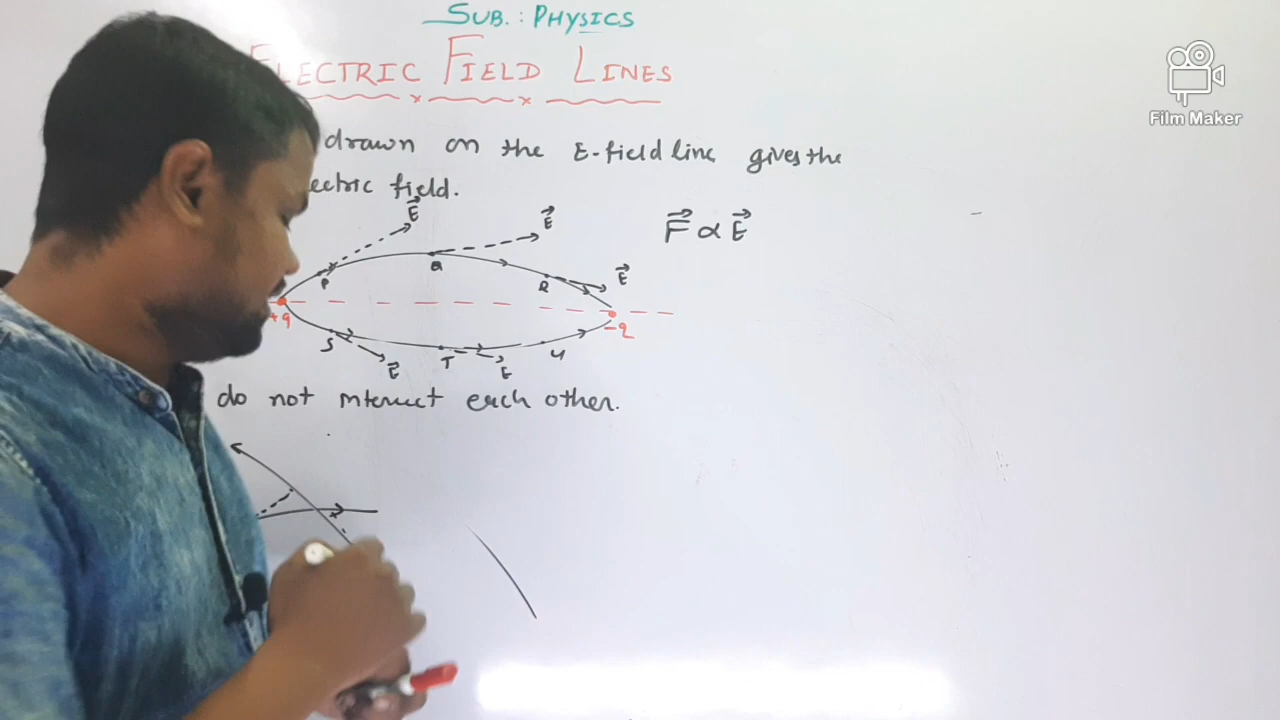 SUB. : PHYSICS
ELECTRIC FIELD LINES
drawn on the E-field line gives the
ectric field.
E E
F ∝ E
P Q R E
+q -q
S T U
E E
do not intersect each other.
Film Maker